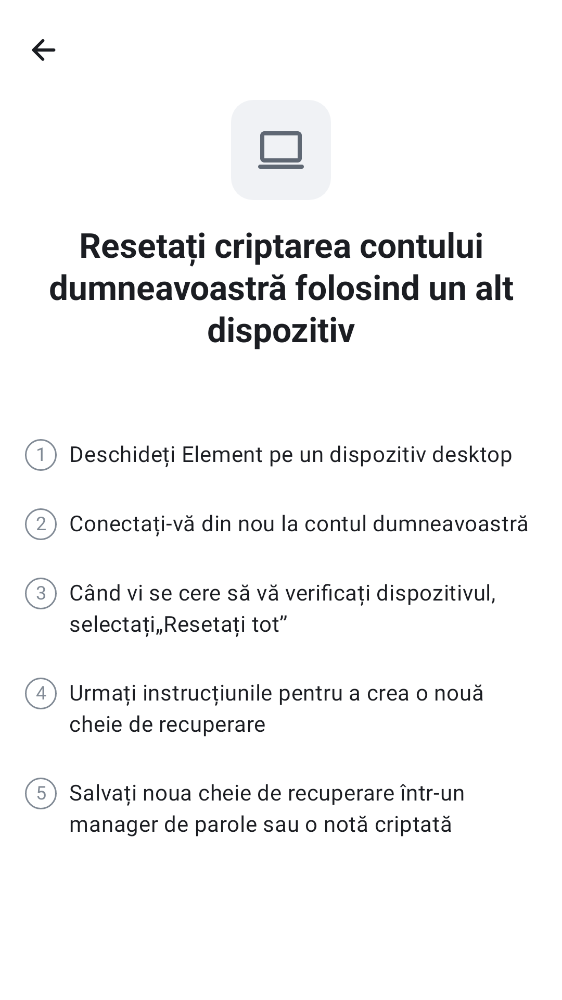 Resetați criptarea contului
dumneavoastră folosind un alt
dispozitiv
1 Deschideți Element pe un dispozitiv desktop
2 Conectați-vă din nou la contul dumneavoastră
3 Când vi se cere să vă verificați dispozitivul,
selectați„Resetați tot”
4 Urmați instrucțiunile pentru a crea o nouă
cheie de recuperare
5 Salvați noua cheie de recuperare într-un
manager de parole sau o notă criptată